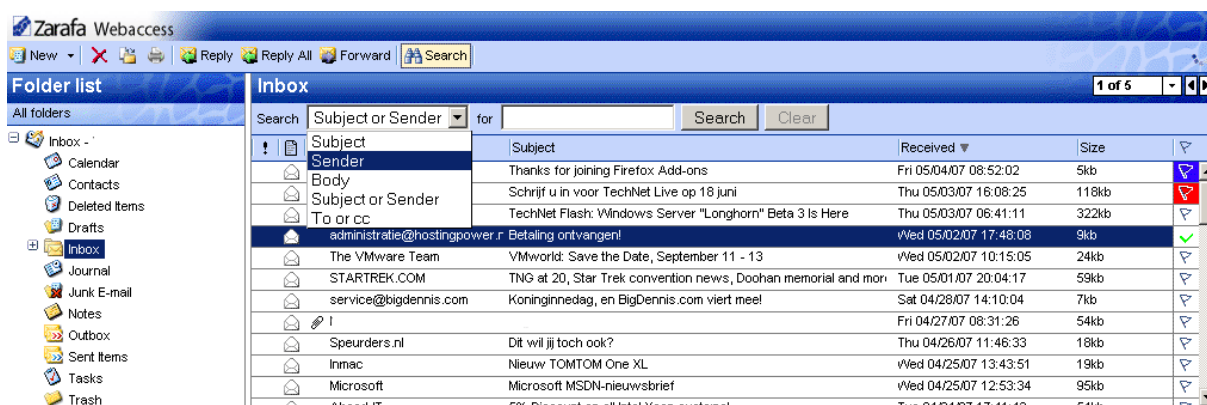 Zarafa Webaccess
New Reply Reply All Forward Search
Folder list
All folders
Inbox -
Calendar
Contacts
Deleted Items
Drafts
Inbox
Journal
Junk E-mail
Notes
Outbox
Sent Items
Tasks
Trash
Inbox 1 of 5
Search Subject or Sender for Search Clear
Subject
Sender
Body
Subject or Sender
To or cc
! Subject Received Size
Thanks for joining Firefox Add-ons Fri 05/04/07 08:52:02 5kb
Schrijf u in voor TechNet Live op 18 juni Thu 05/03/07 16:08:25 118kb
TechNet Flash: Windows Server "Longhorn" Beta 3 Is Here Thu 05/03/07 06:41:11 322kb
administratie@hostingpower.r Betaling ontvangen! Wed 05/02/07 17:48:08 9kb
The VMware Team VMworld: Save the Date, September 11 - 13 Wed 05/02/07 10:15:05 24kb
STARTREK.COM TNG at 20, Star Trek convention news, Doohan memorial and more Tue 05/01/07 20:04:17 59kb
service@bigdennis.com Koninginnedag, en BigDennis.com viert mee! Sat 04/28/07 14:10:04 7kb
Fri 04/27/07 08:31:26 54kb
Speurders.nl Dit wil jij toch ook? Thu 04/26/07 11:46:33 18kb
Inmac Nieuw TOMTOM One XL Wed 04/25/07 13:43:51 19kb
Microsoft Microsoft MSDN-nieuwsbrief Wed 04/25/07 12:53:34 95kb